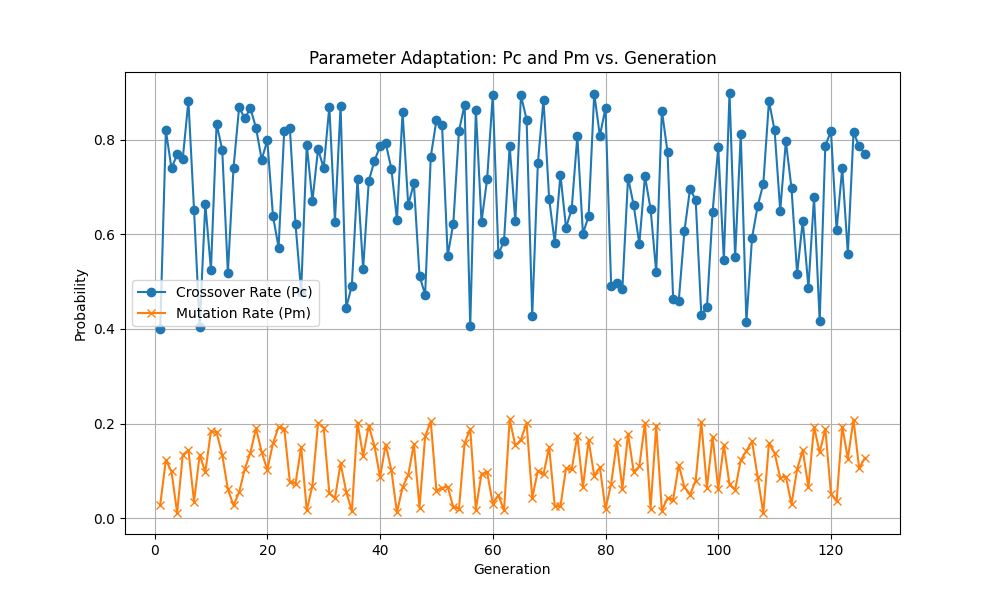 Parameter Adaptation: Pc and Pm vs. Generation
Probability
0.8
0.6
0.4
0.2
0.0
Crossover Rate (Pc)
Mutation Rate (Pm)
0 20 40 60 80 100 120
Generation